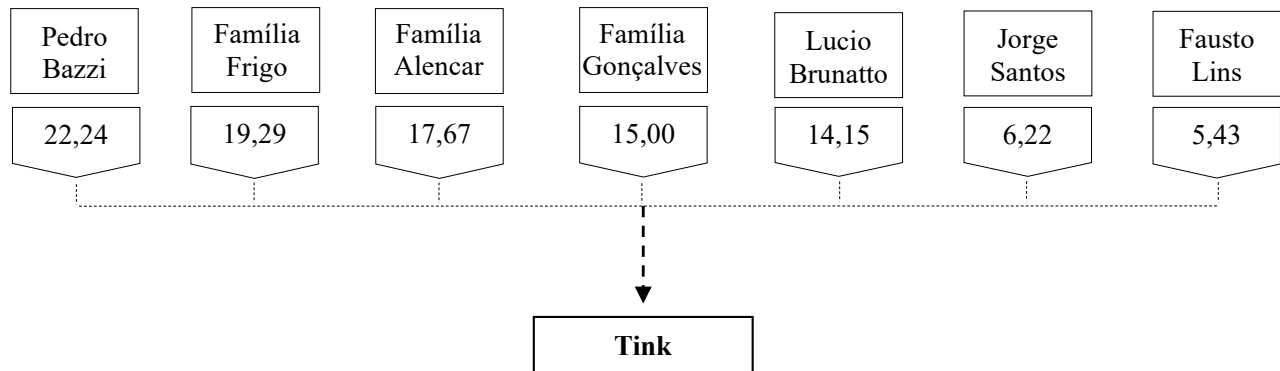 Pedro
Bazzi
Família
Frigo
Família
Alencar
Família
Gonçalves
Lucio
Brunatto
Jorge
Santos
Fausto
Lins
22,24
19,29
17,67
15,00
14,15
6,22
5,43
Tink